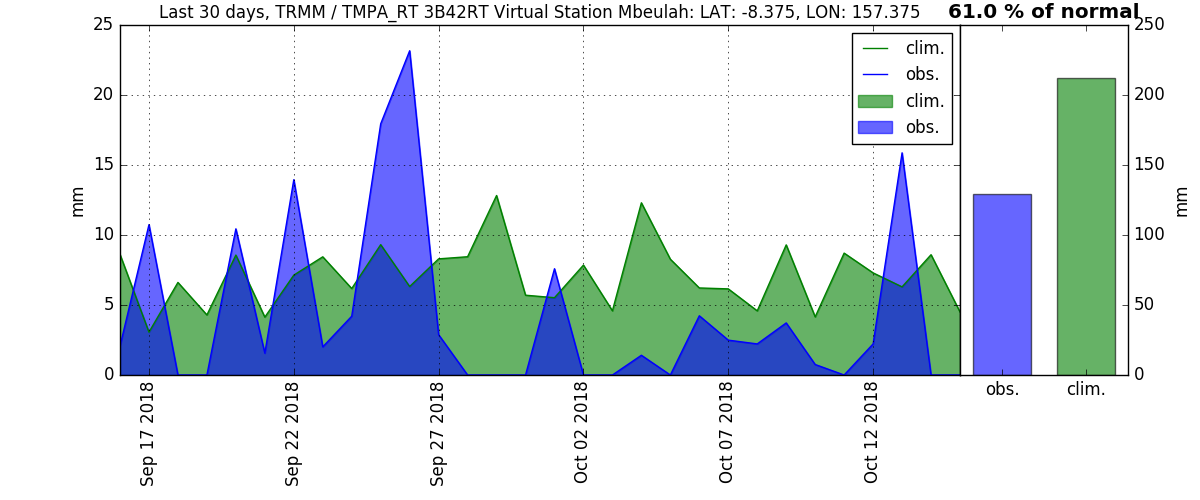 Last 30 days, TRMM / TMPA_RT 3B42RT Virtual Station Mbeulah: LAT: -8.375, LON: 157.375
61.0 % of normal
clim.
obs.
clim.
obs.
25
20
15
10
5
0
mm
Sep 17 2018
Sep 22 2018
Sep 27 2018
Oct 02 2018
Oct 07 2018
Oct 12 2018
250
200
150
100
50
0
mm
obs.
clim.